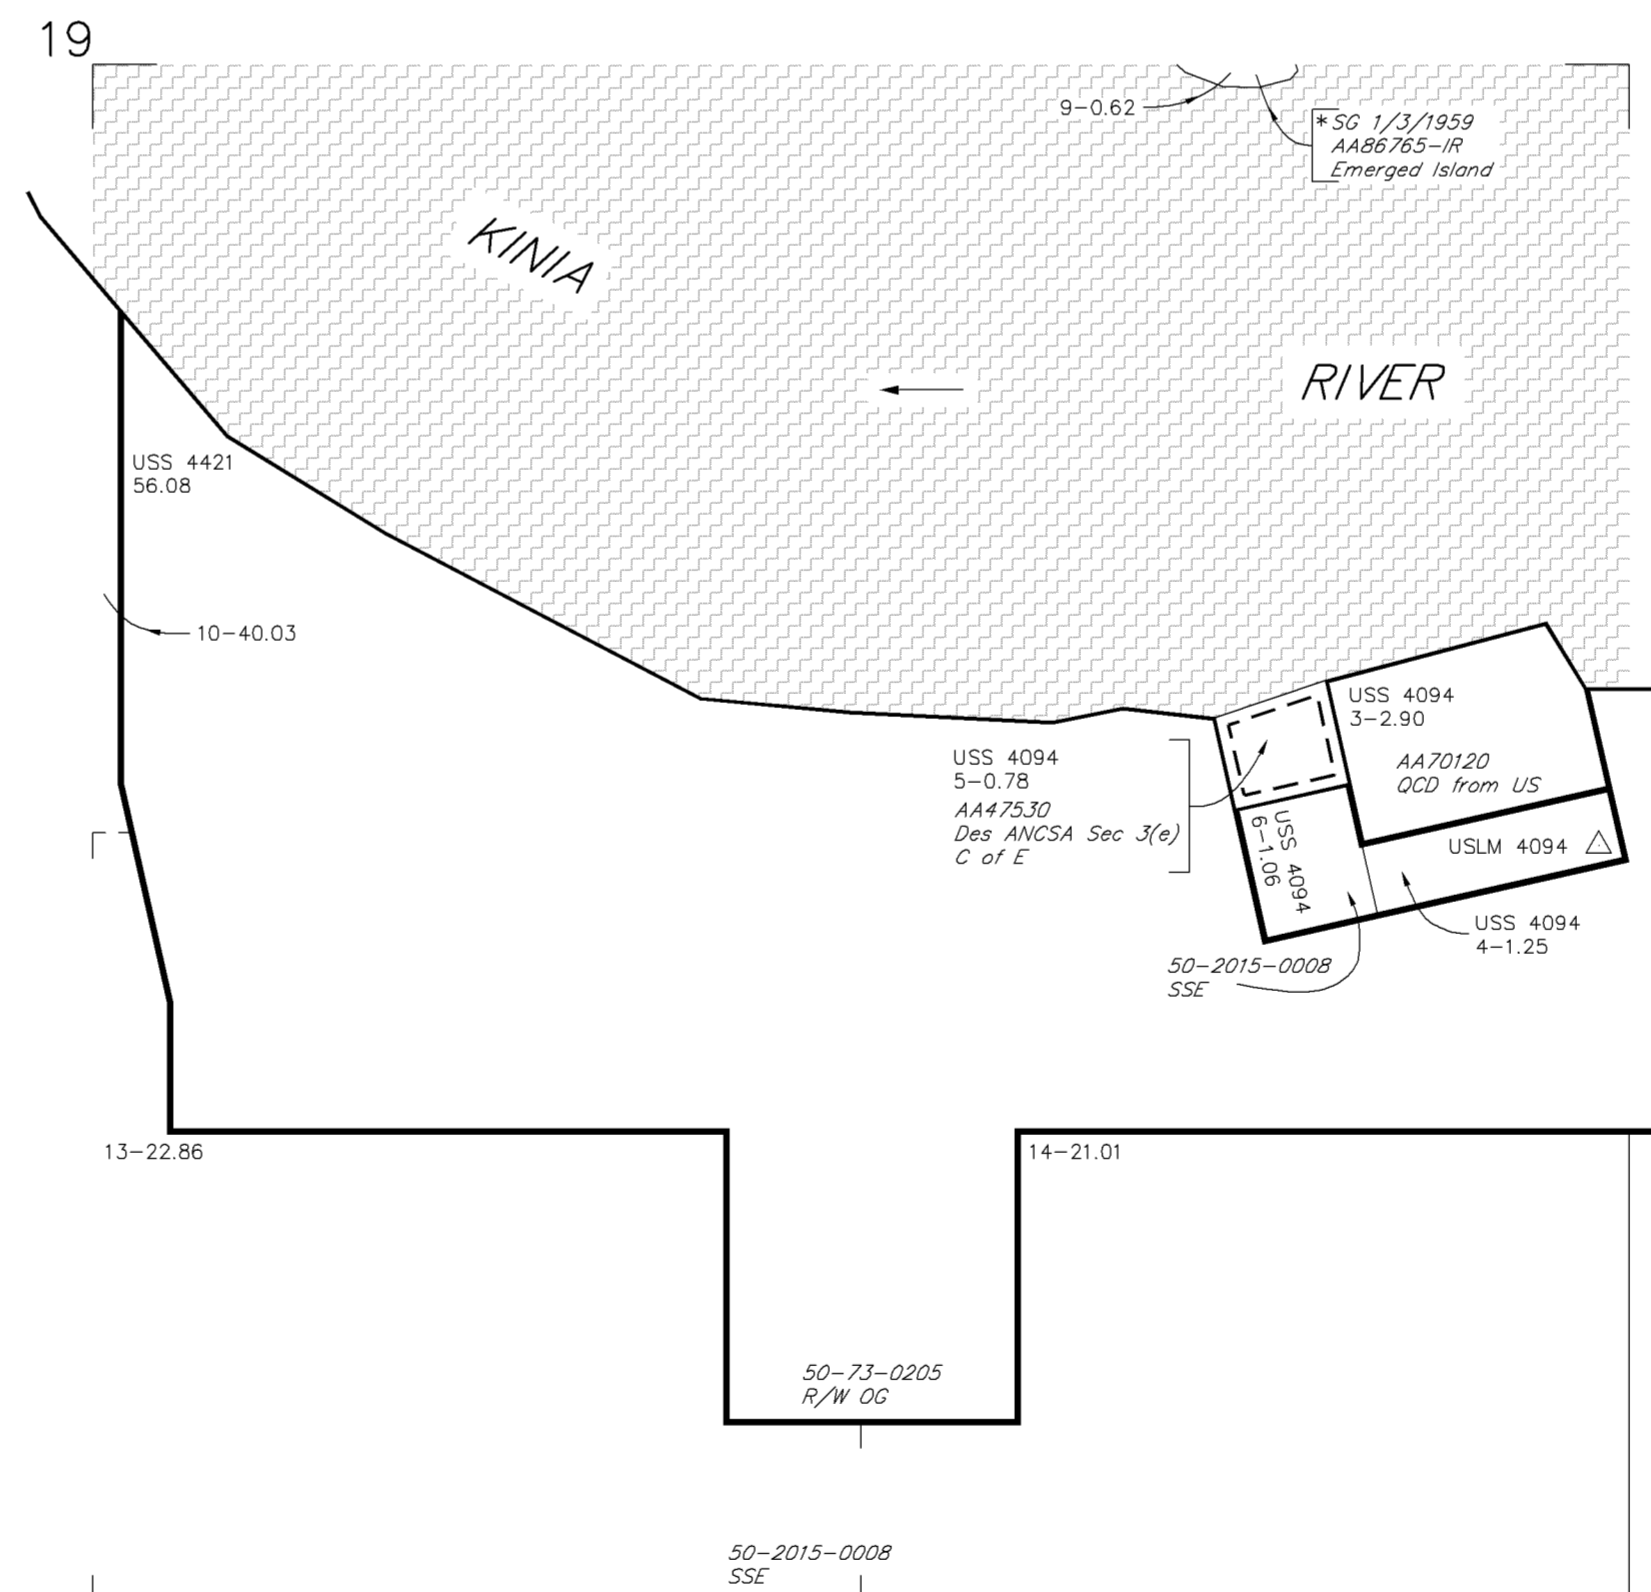 19
9-0.62
*SG 1/3/1959
AA86765-IR
Emerged Island
KINIA
RIVER
USS 4421
56.08
10-40.03
USS 4094
3-2.90
AA70120
QCD from US
USS 4094
5-0.78
AA47530
Des ANCSA Sec 3(e)
C of E
USS 4094
6-1.06
USLM 4094
USS 4094
4-1.25
50-2015-0008
SSE
13-22.86
14-21.01
50-73-0205
R/W OG
50-2015-0008
SSE